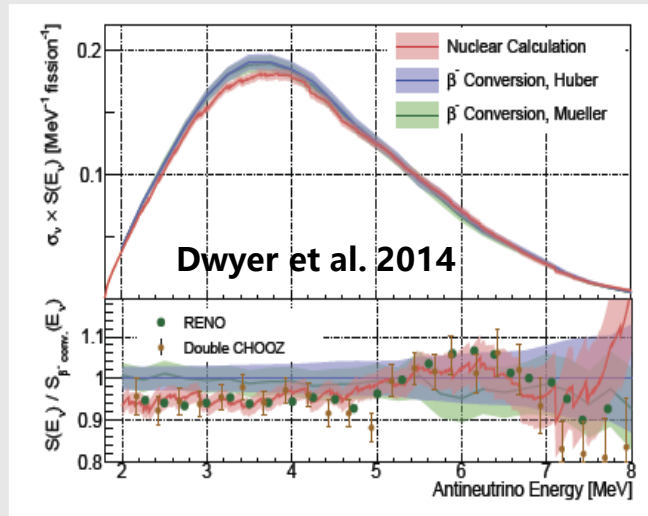 0.2
0.1
σν × S(Eν) [MeV⁻¹ fission⁻¹]
Nuclear Calculation
β⁻ Conversion, Huber
β⁻ Conversion, Mueller
Dwyer et al. 2014
1.1
1
0.9
0.8
S(Eν) / Sβ⁻ conv.(Eν)
RENO
Double CHOOZ
2 3 4 5 6 7 8
Antineutrino Energy [MeV]